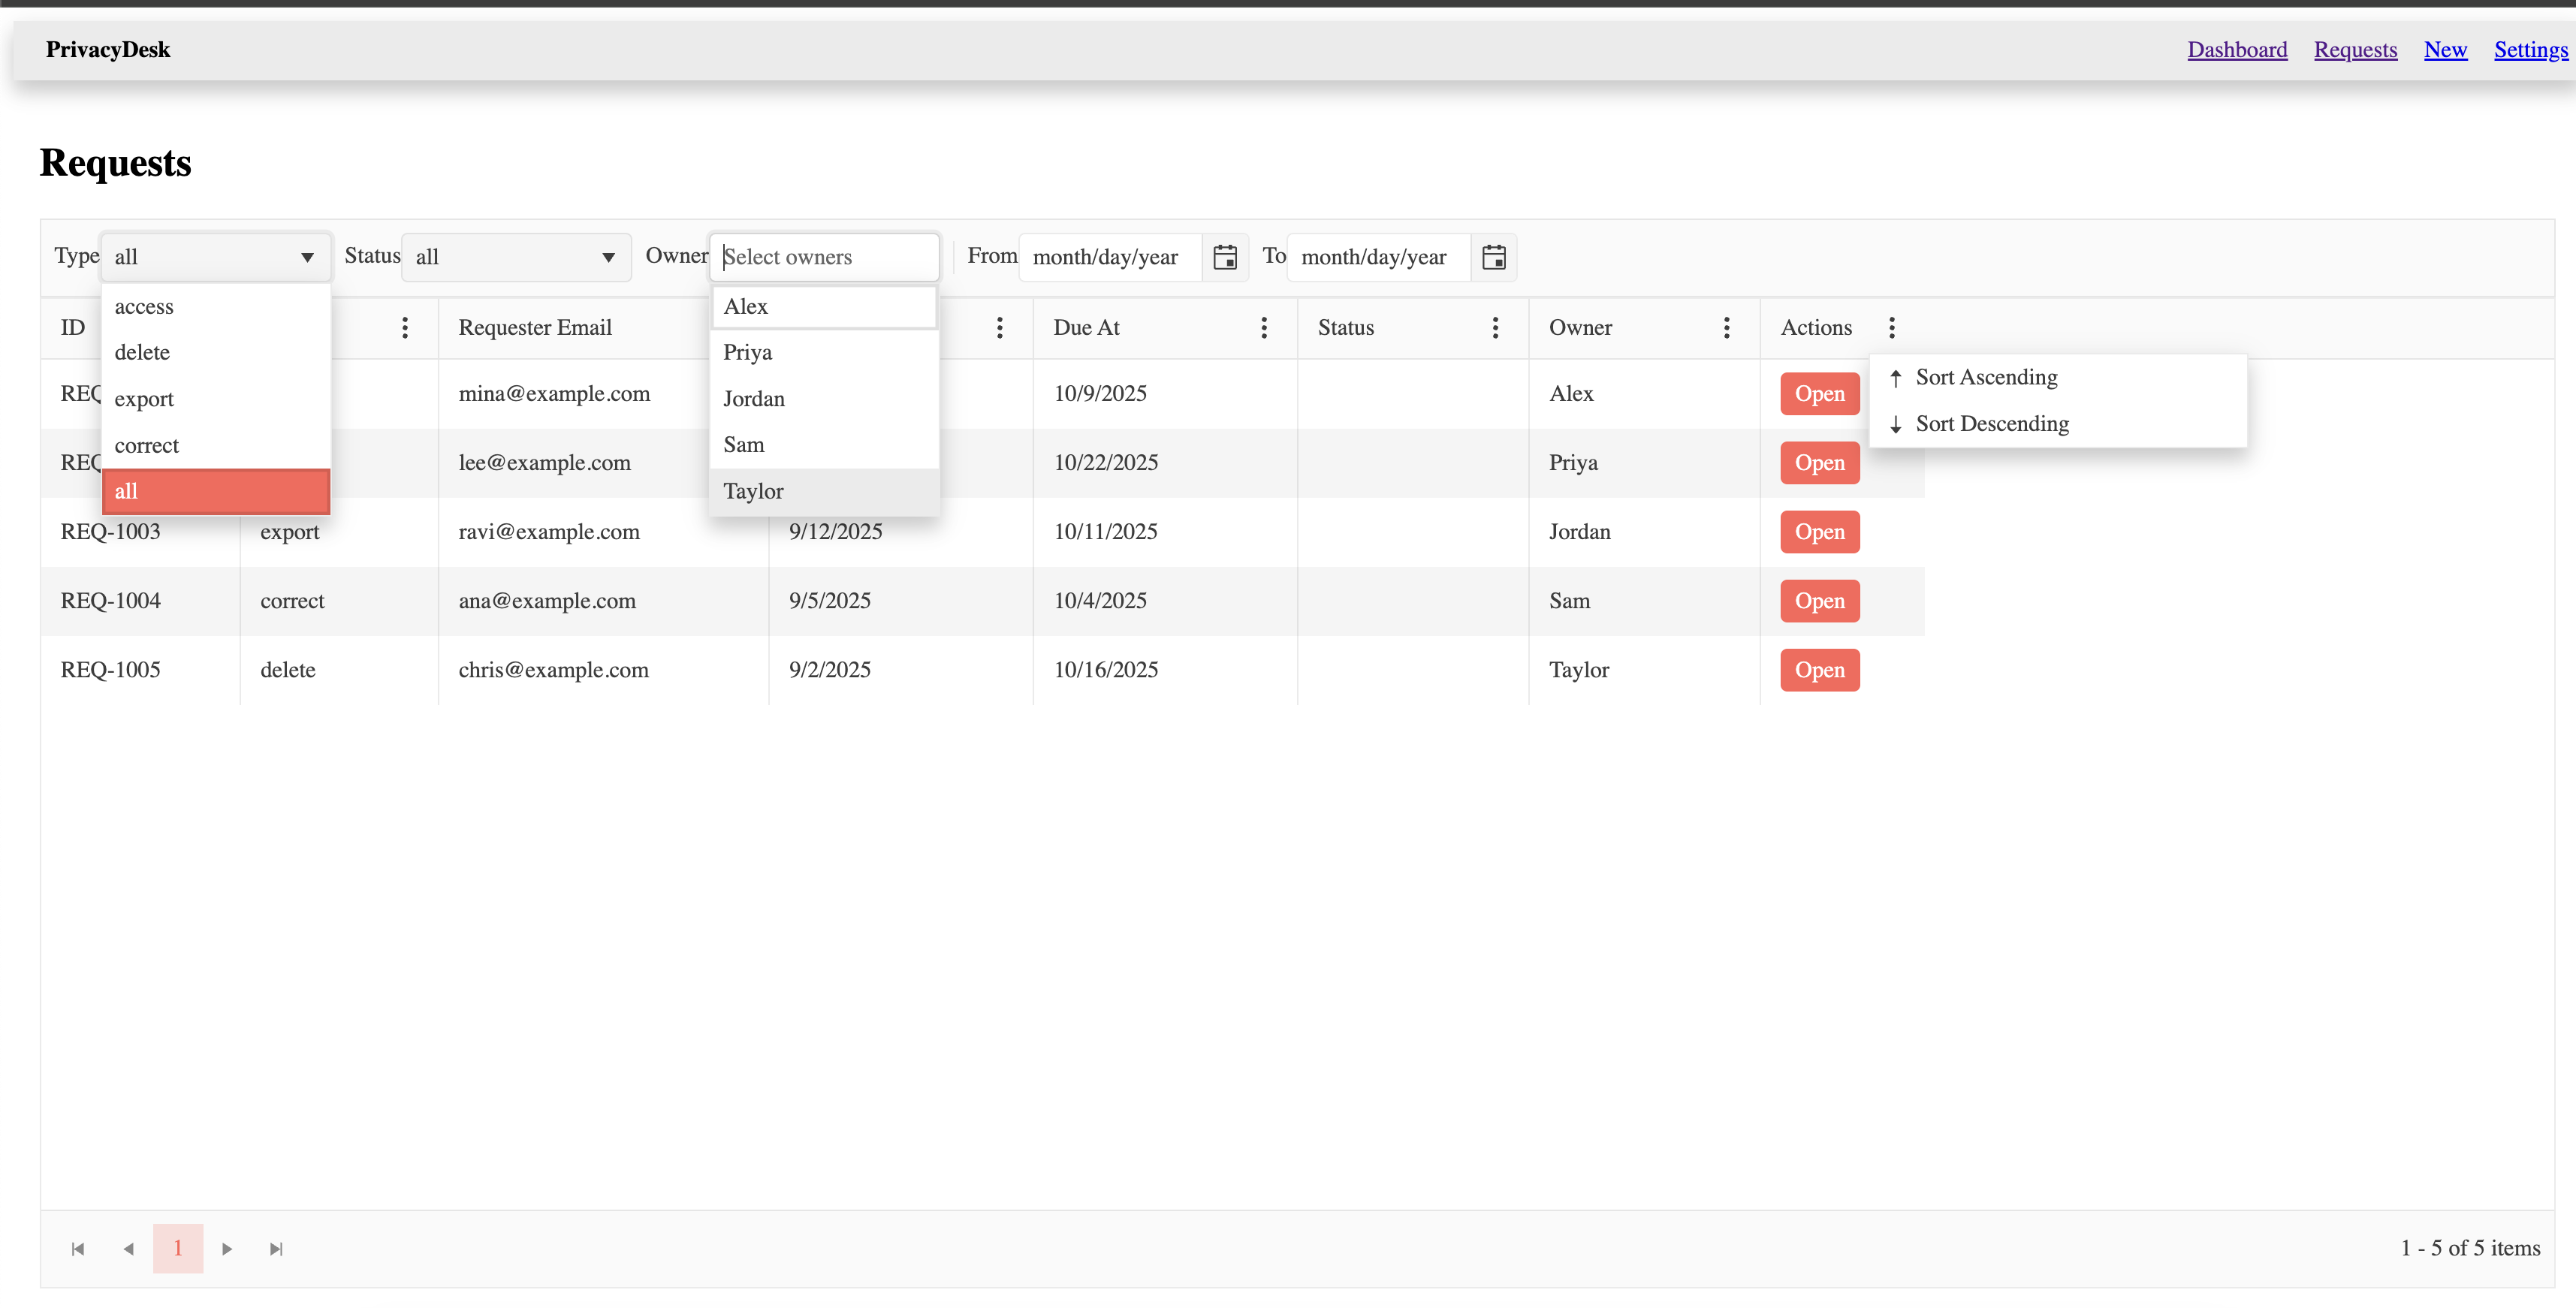 PrivacyDesk Dashboard Requests New Settings
Requests
Type all Status all Owner Select owners From month/day/year To month/day/year
access Alex
ID Requester Email Due At Status Owner Actions
delete Priya
Sort Ascending
REQ mina@example.com 10/9/2025 Alex Open
export Jordan
Sort Descending
correct Sam
REQ lee@example.com 10/22/2025 Priya Open
all Taylor
REQ-1003 export ravi@example.com 9/12/2025 10/11/2025 Jordan Open
REQ-1004 correct ana@example.com 9/5/2025 10/4/2025 Sam Open
REQ-1005 delete chris@example.com 9/2/2025 10/16/2025 Taylor Open
1 1 - 5 of 5 items